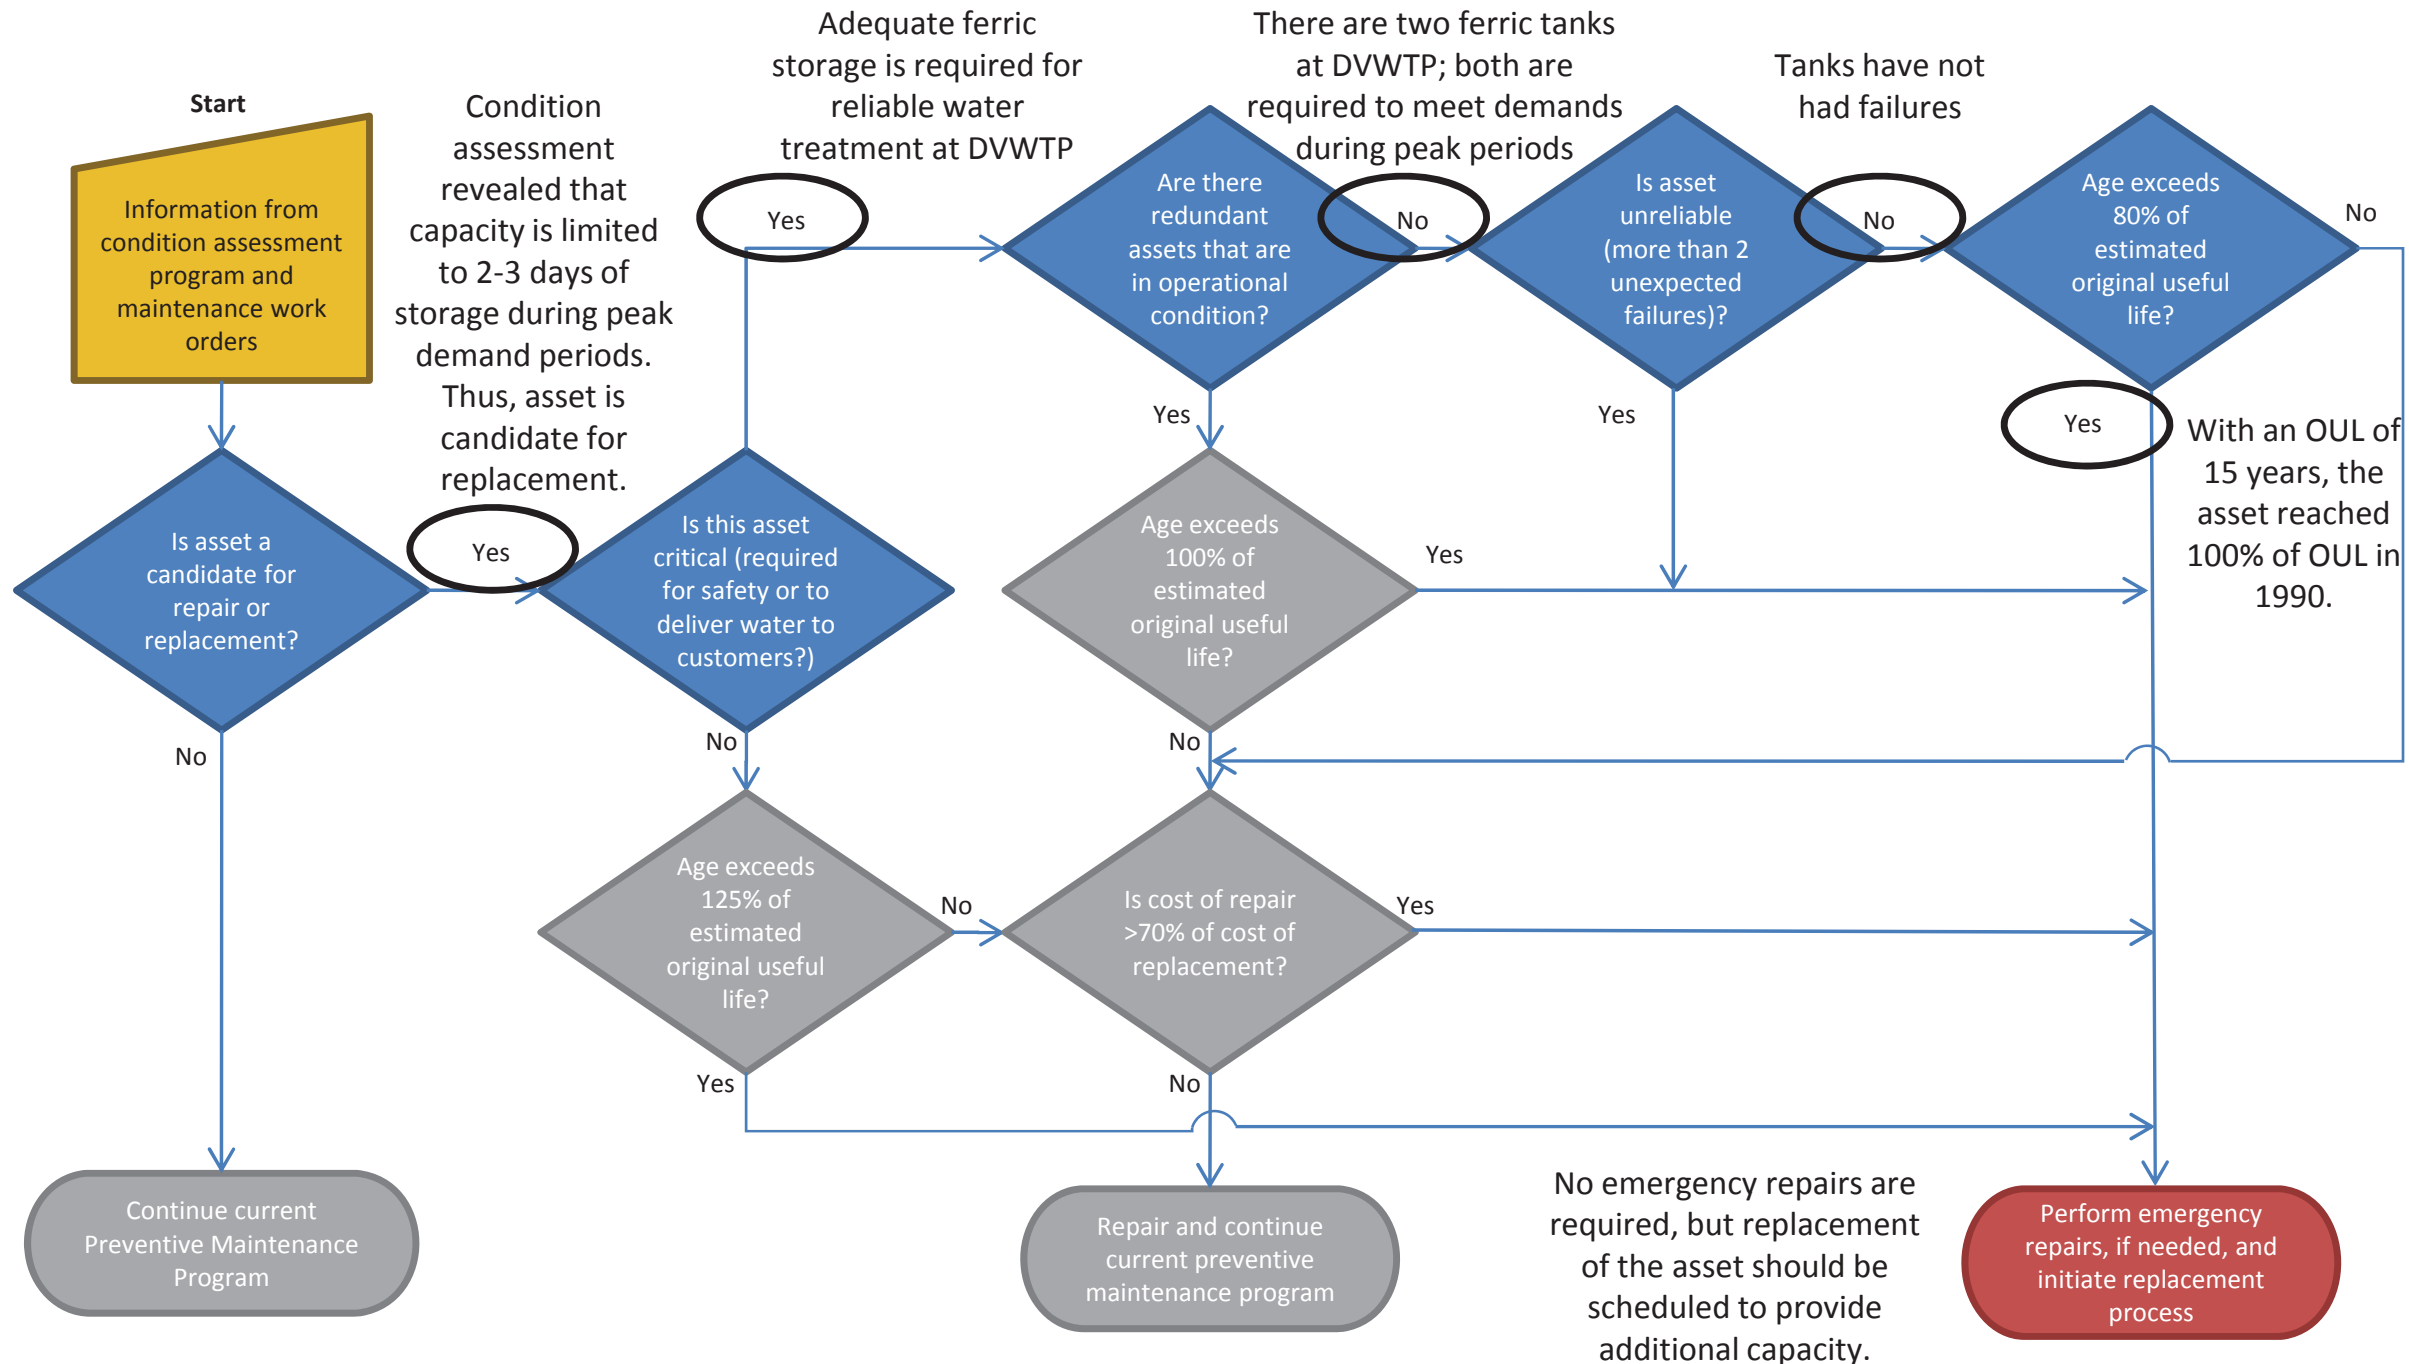 Start
Information from
condition assessment
program and
maintenance work
orders
Condition
assessment
revealed that
capacity is limited
to 2-3 days of
storage during peak
demand periods.
Thus, asset is
candidate for
replacement.
Adequate ferric
storage is required for
reliable water
treatment at DVWTP
There are two ferric tanks
at DVWTP; both are
required to meet demands
during peak periods
Tanks have not
had failures
Yes
Are there
redundant
assets that are
in operational
condition?
No
Is asset
unreliable
(more than 2
unexpected
failures)?
No
Age exceeds
80% of
estimated
original useful
life?
No
Yes
Yes
Yes
With an OUL of
15 years, the
asset reached
100% of OUL in
1990.
Is asset a
candidate for
repair or
replacement?
Yes
Is this asset
critical (required
for safety or to
deliver water to
customers?)
Age exceeds
100% of
estimated
original useful
life?
Yes
No
No
No
Age exceeds
125% of
estimated
original useful
life?
No
Is cost of repair
>70% of cost of
replacement?
Yes
Yes
No
Continue current
Preventive Maintenance
Program
Repair and continue
current preventive
maintenance program
No emergency repairs are
required, but replacement
of the asset should be
scheduled to provide
additional capacity.
Perform emergency
repairs, if needed, and
initiate replacement
process